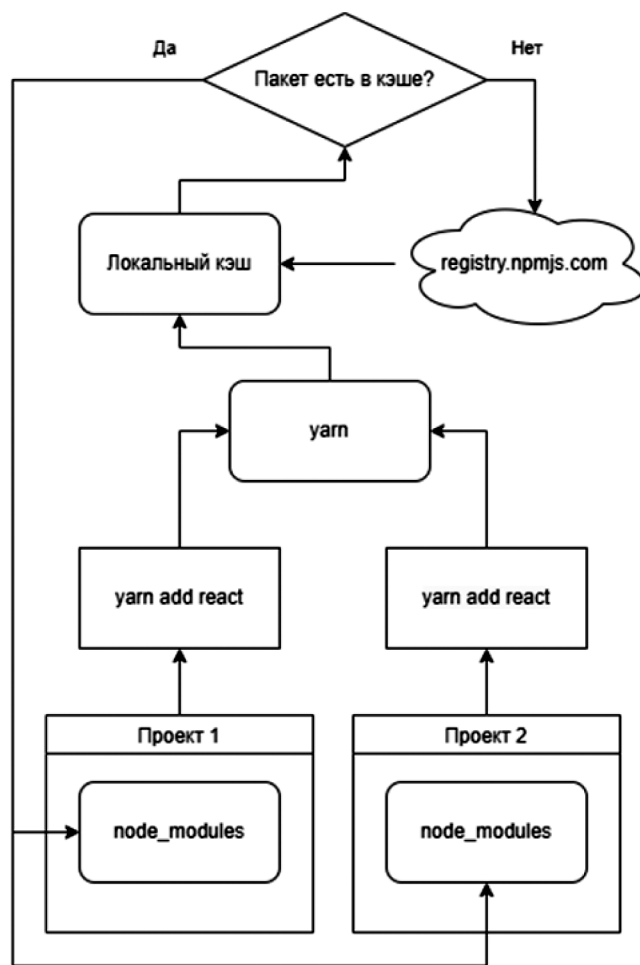 Да
Нет
Пакет есть в кэше?
Локальный кэш
registry.npmjs.com
yarn
yarn add react
yarn add react
Проект 1
Проект 2
node_modules
node_modules